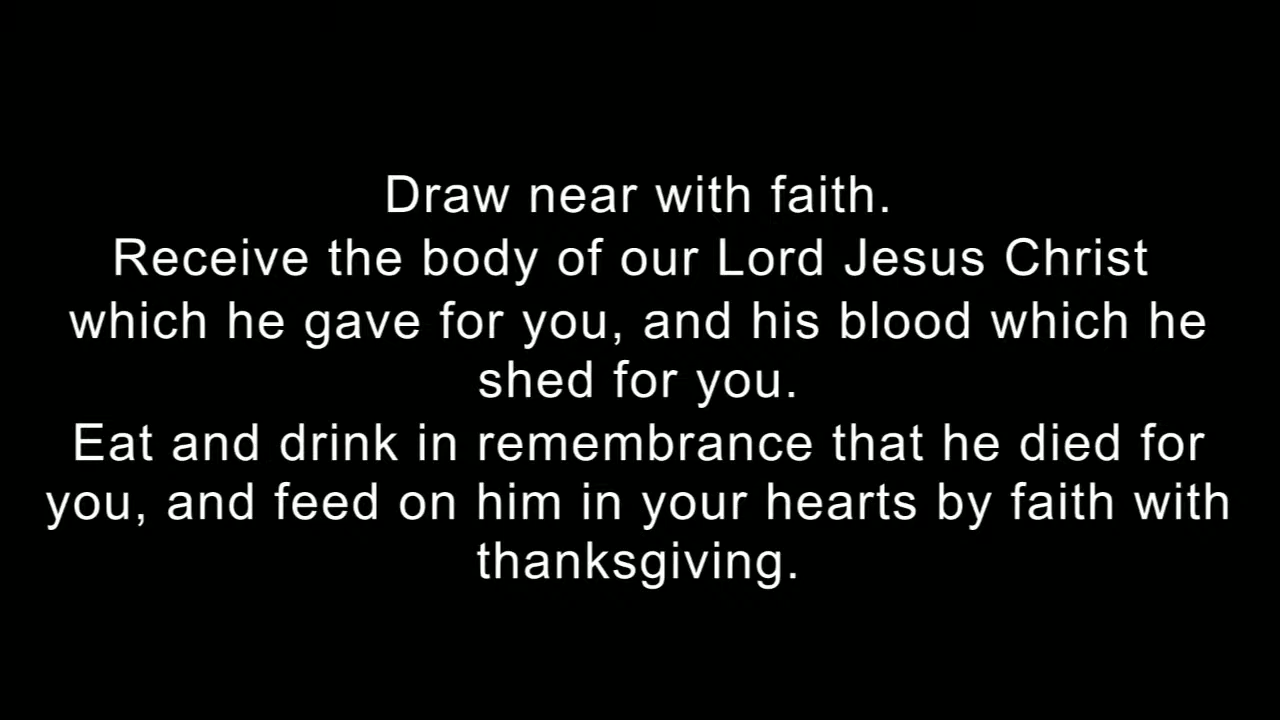 Draw near with faith.
Receive the body of our Lord Jesus Christ
which he gave for you, and his blood which he
shed for you.
Eat and drink in remembrance that he died for
you, and feed on him in your hearts by faith with
thanksgiving.